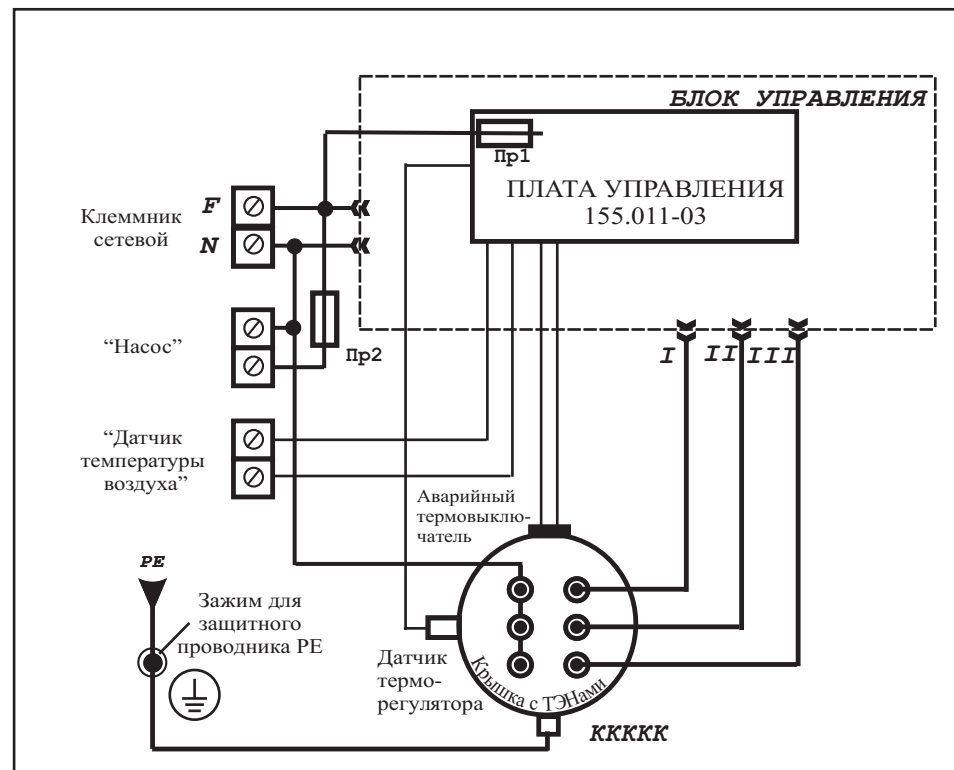 БЛОК УПРАВЛЕНИЯ
Пр1
ПЛАТА УПРАВЛЕНИЯ
155.011-03
Клеммник
сетевой
F
N
“Насос”
Пр2
I II III
“Датчик
температуры
воздуха”
Аварийный
термовыклю-
чатель
PE
Зажим для
защитного
проводника PE
Датчик
термо-
регулятора
Крышка с ТЭНами
ККККК